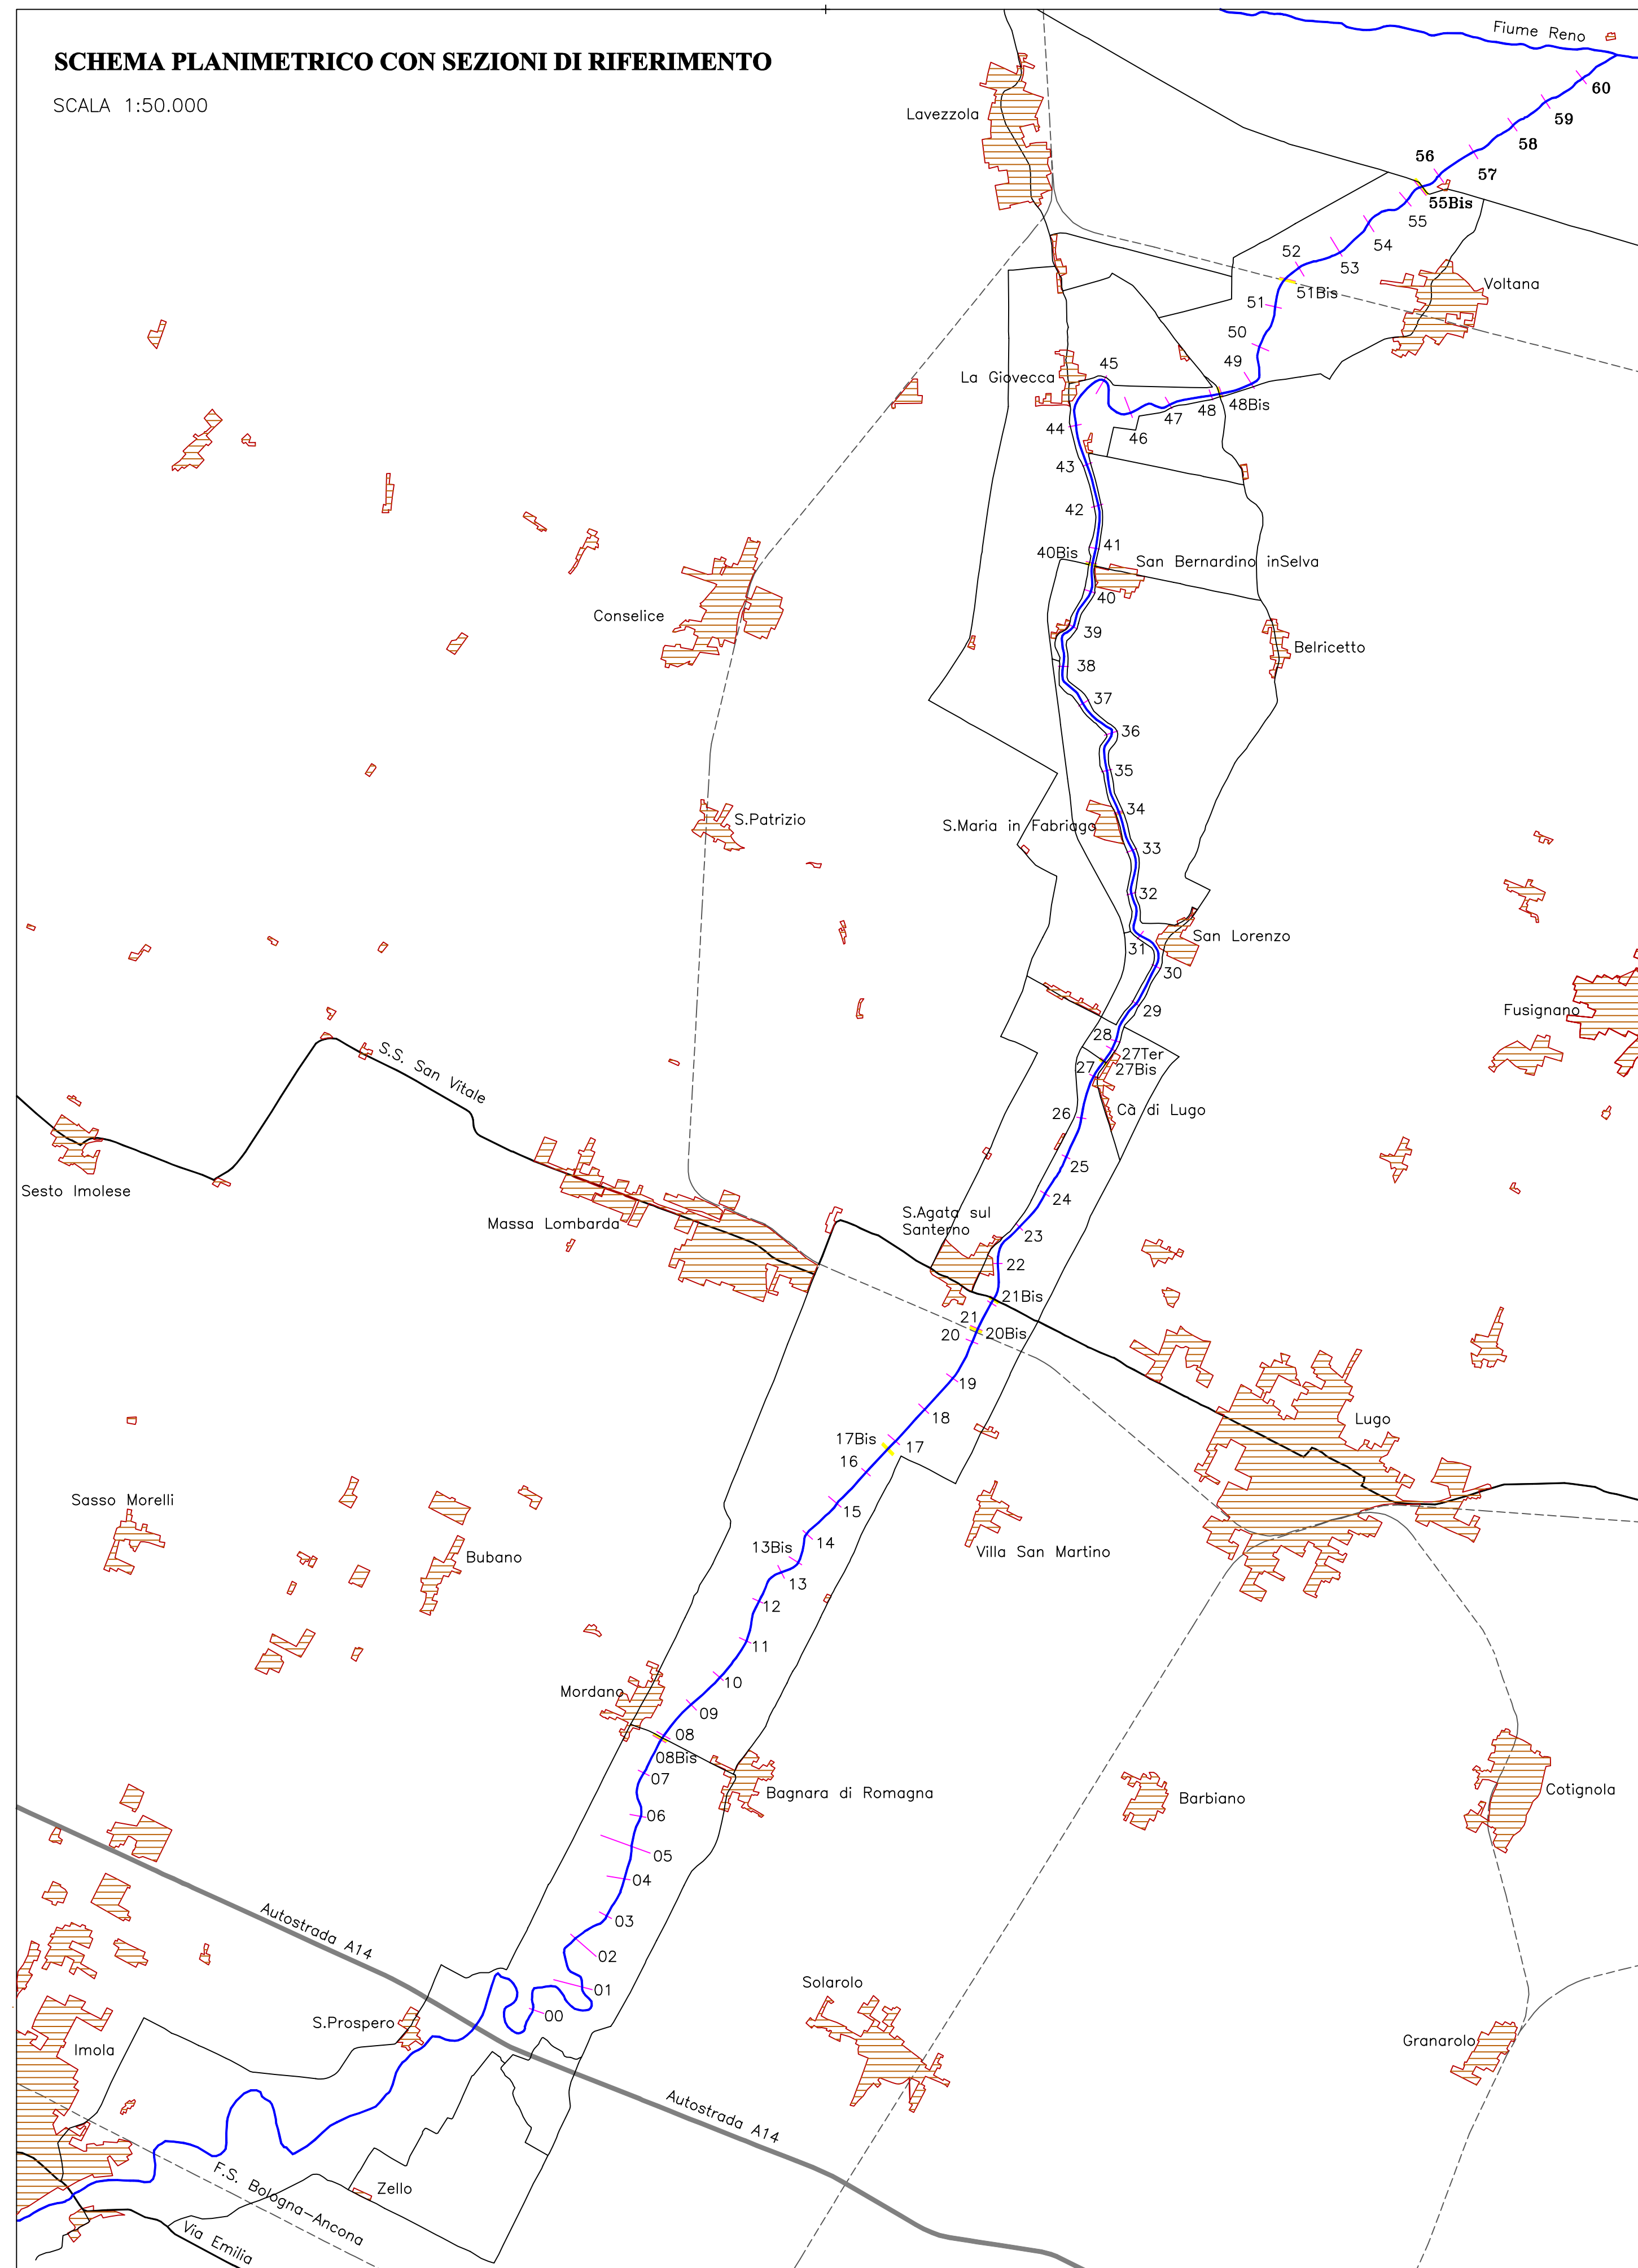 SCHEMA PLANIMETRICO CON SEZIONI DI RIFERIMENTO
SCALA 1:50.000
Fiume Reno
60
59
58
57
56
55Bis
55
54
53
52
51Bis
51
50
49
48Bis
48
47
46
45
44
43
42
41
40Bis
40
39
38
37
36
35
34
33
32
31
30
29
28
27Ter
27Bis
27
26
25
24
23
22
21Bis
21
20Bis
20
19
18
17Bis
17
16
15
14
13Bis
13
12
11
10
09
08
08Bis
07
06
05
04
03
02
01
00
Lavezzola
Voltana
La Giovecca
San Bernardino inSelva
Conselice
Belricetto
S.Patrizio
S.Maria in Fabriago
San Lorenzo
Fusignano
Cà di Lugo
S.S. San Vitale
Sesto Imolese
Massa Lombarda
S.Agata sul
Santerno
Lugo
Sasso Morelli
Bubano
Villa San Martino
Mordano
Bagnara di Romagna
Barbiano
Cotignola
Autostrada A14
Solarolo
S.Prospero
Imola
Granarolo
Autostrada A14
Zello
F.S. Bologna-Ancona
Via Emilia